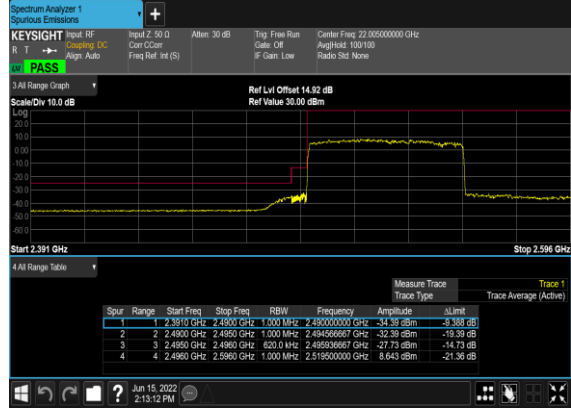 Spectrum Analyzer 1
Spurious Emissions
+
KEYSIGHT Input: RF Input Z: 50 Ω Atten: 30 dB Trig: Free Run Center Freq: 22.005000000 GHz
R T Coupling: DC Corr CCorr Gate: Off Avg|Hold: 100/100
Align: Auto Freq Ref: Int (S) IF Gain: Low Radio Std: None
PASS
3 All Range Graph
Ref Lvl Offset 14.92 dB
Scale/Div 10.0 dB Ref Value 30.00 dBm
Log
20.0
10.0
0.00
-10.0
-20.0
-30.0
-40.0
-50.0
-60.0
Start 2.391 GHz Stop 2.596 GHz
4 All Range Table
Measure Trace Trace 1
Trace Type Trace Average (Active)
Spur Range Start Freq Stop Freq RBW Frequency Amplitude ΔLimit
1 1 2.3910 GHz 2.4900 GHz 1.000 MHz 2.490000000 GHz -34.39 dBm -9.388 dB
2 2 2.4900 GHz 2.4950 GHz 1.000 MHz 2.494566667 GHz -32.39 dBm -19.39 dB
3 3 2.4950 GHz 2.4960 GHz 620.0 kHz 2.495936667 GHz -27.73 dBm -14.73 dB
4 4 2.4960 GHz 2.5960 GHz 1.000 MHz 2.519500000 GHz 8.643 dBm -21.36 dB
? Jun 15, 2022
2:13:12 PM